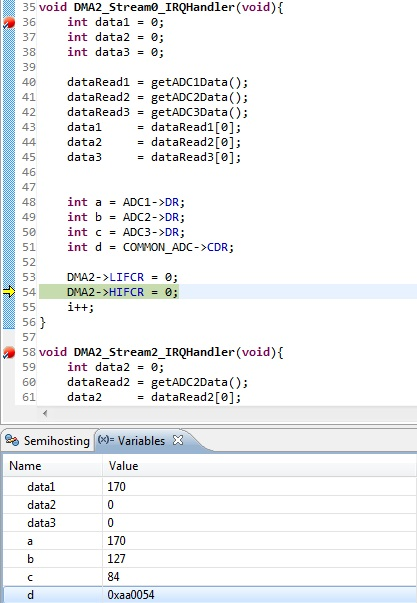 35 void DMA2_Stream0_IRQHandler(void){
36 int data1 = 0;
37 int data2 = 0;
38 int data3 = 0;
39
40 dataRead1 = getADC1Data();
41 dataRead2 = getADC2Data();
42 dataRead3 = getADC3Data();
43 data1 = dataRead1[0];
44 data2 = dataRead2[0];
45 data3 = dataRead3[0];
46
47
48 int a = ADC1->DR;
49 int b = ADC2->DR;
50 int c = ADC3->DR;
51 int d = COMMON_ADC->CDR;
52
53 DMA2->LIFCR = 0;
54 DMA2->HIFCR = 0;
55 i++;
56 }
57
58 void DMA2_Stream2_IRQHandler(void){
59 int data2 = 0;
60 dataRead2 = getADC2Data();
61 data2 = dataRead2[0];
Semihosting (x)= Variables
Name Value
data1 170
data2 0
data3 0
a 170
b 127
c 84
d 0xaa0054